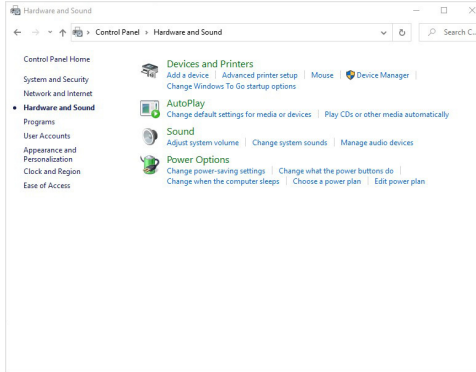 Hardware and Sound
Control Panel > Hardware and Sound
Search C...
Control Panel Home
System and Security
Network and Internet
Hardware and Sound
Programs
User Accounts
Appearance and
Personalization
Clock and Region
Ease of Access
Devices and Printers
Add a device | Advanced printer setup | Mouse | Device Manager |
Change Windows To Go startup options
AutoPlay
Change default settings for media or devices | Play CDs or other media automatically
Sound
Adjust system volume | Change system sounds | Manage audio devices
Power Options
Change power-saving settings | Change what the power buttons do |
Change when the computer sleeps | Choose a power plan | Edit power plan